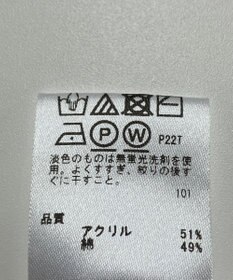 P W P22T
淡色のものは無蛍光洗剤を使
用。よくすすぎ、絞りの後す
ぐに干すこと。
101
品質
アクリル 51%
綿 49%